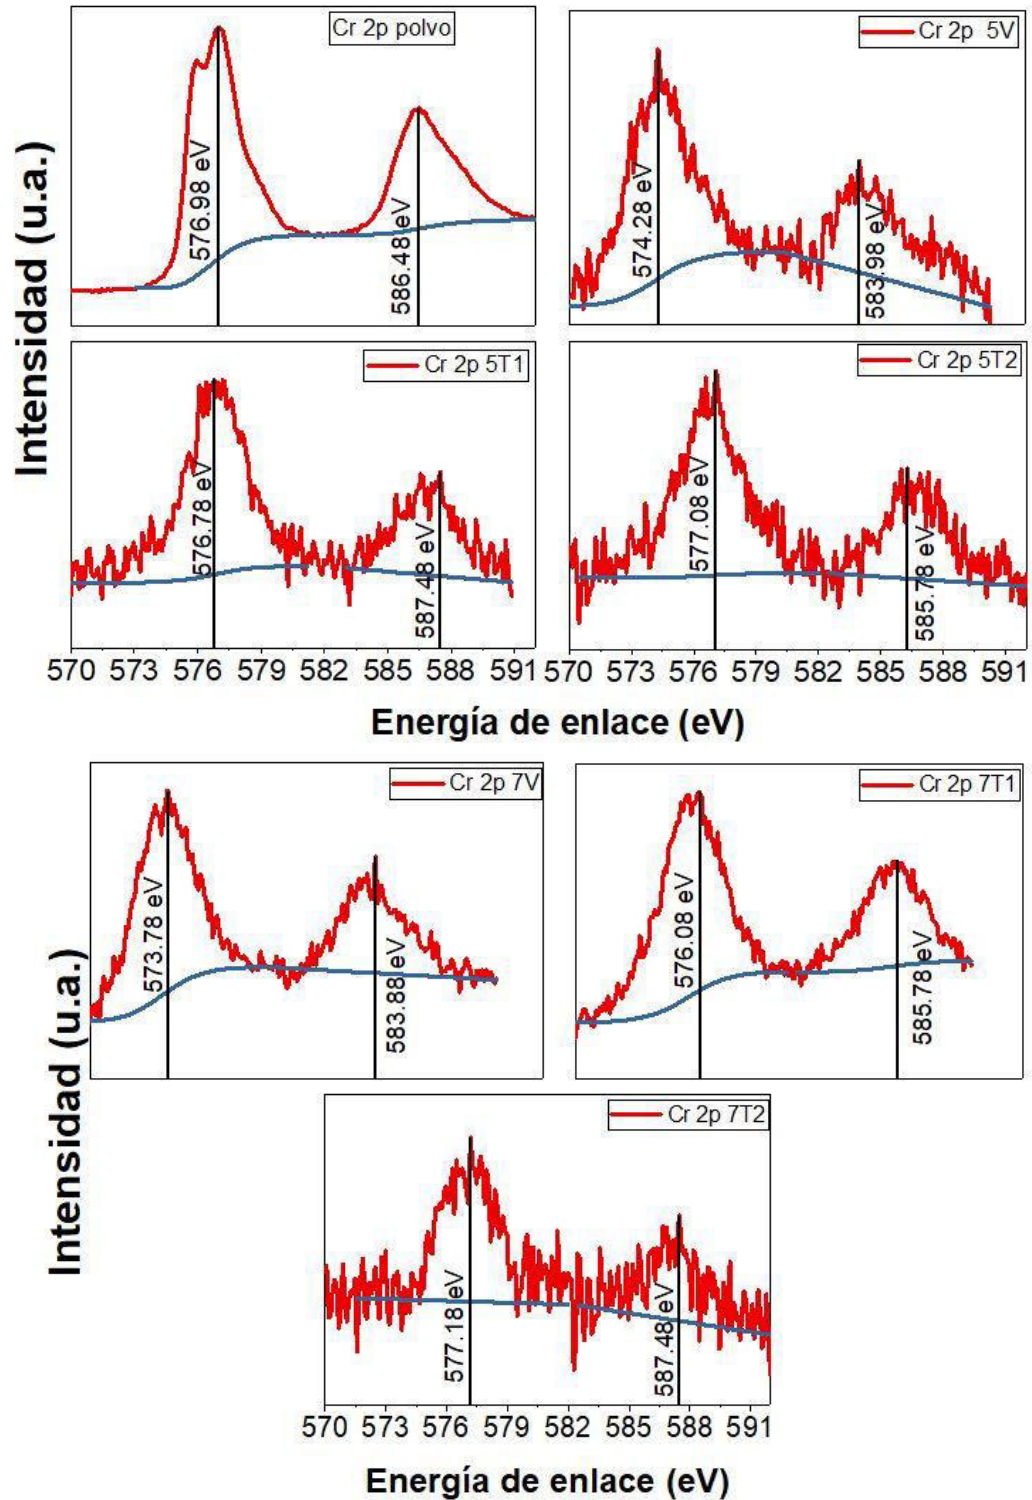 Cr 2p polvo
576.98 eV
586.48 eV
Cr 2p 5V
574.28 eV
583.98 eV
Intensidad (u.a.)
Cr 2p 5T1
576.78 eV
587.48 eV
Cr 2p 5T2
577.08 eV
585.78 eV
570 573 576 579 582 585 588 591
570 573 576 579 582 585 588 591
Energía de enlace (eV)
Cr 2p 7V
573.78 eV
583.88 eV
Cr 2p 7T1
576.08 eV
585.78 eV
Intensidad (u.a.)
Cr 2p 7T2
577.18 eV
587.48 eV
570 573 576 579 582 585 588 591
Energía de enlace (eV)